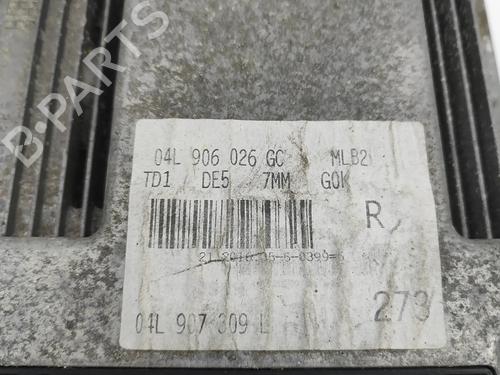 04L 906 026 GC MLB2
TD1 DE5 7MM G0K
R
273
04L 907 309 L
B-Parts